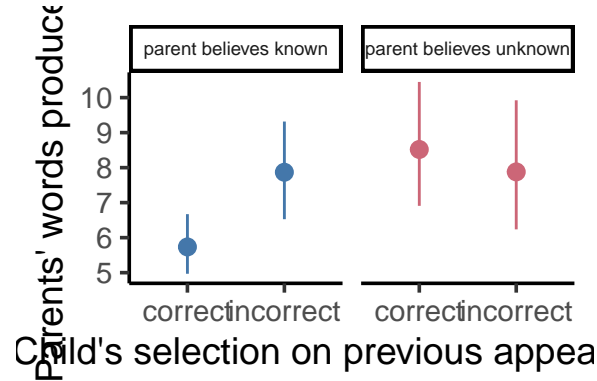 parent believes known
parent believes unknown
Parents' words produce
10
9
8
7
6
5
correct
incorrect
correct
incorrect
Child's selection on previous appea